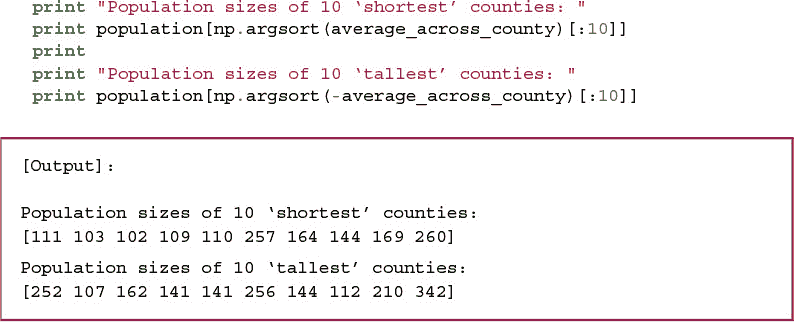 print "Population sizes of 10 ‘shortest’ counties: "
print population[np.argsort(average_across_county)[:10]]
print
print "Population sizes of 10 ‘tallest’ counties: "
print population[np.argsort(-average_across_county)[:10]]
[Output]:
Population sizes of 10 ‘shortest’ counties:
[111 103 102 109 110 257 164 144 169 260]
Population sizes of 10 ‘tallest’ counties:
[252 107 162 141 141 256 144 112 210 342]